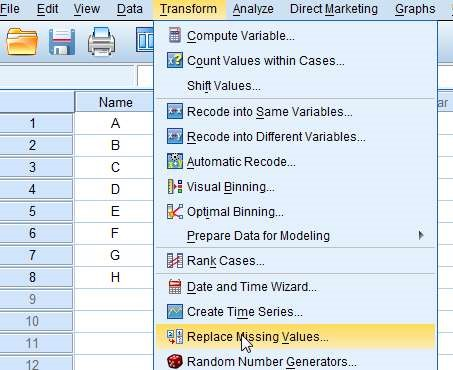 File Edit View Data Transform Analyze Direct Marketing Graphs
Compute Variable...
Count Values within Cases...
Shift Values...
Recode into Same Variables...
Recode into Different Variables...
Automatic Recode...
Visual Binning...
Optimal Binning...
Prepare Data for Modeling
Rank Cases...
Date and Time Wizard...
Create Time Series...
Replace Missing Values...
Random Number Generators...
Name
1 A
2 B
3 C
4 D
5 E
6 F
7 G
8 H
9
10
11
12